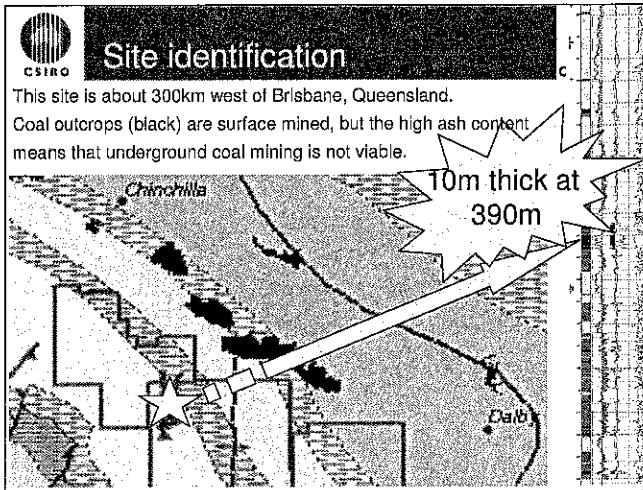 CSIRO
Site identification
This site is about 300km west of Brisbane, Queensland.
Coal outcrops (black) are surface mined, but the high ash content
means that underground coal mining is not viable.
10m thick at
390m
Chinchilla
Dalby